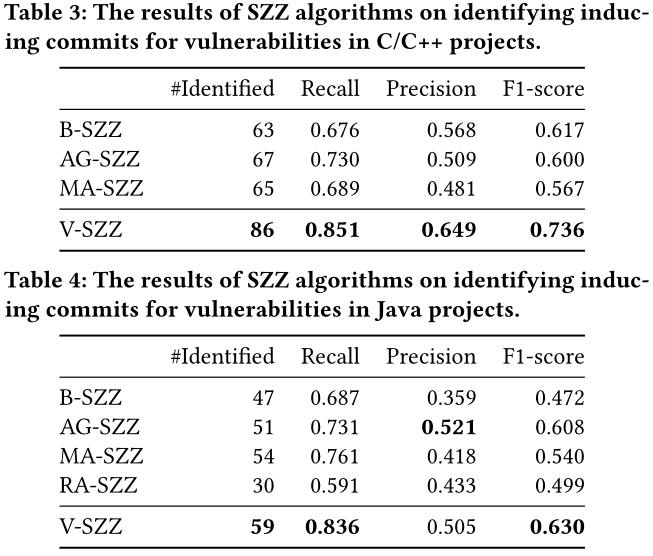 Table 3: The results of SZZ algorithms on identifying induc-
ing commits for vulnerabilities in C/C++ projects.
#Identified Recall Precision F1-score
B-SZZ 63 0.676 0.568 0.617
AG-SZZ 67 0.730 0.509 0.600
MA-SZZ 65 0.689 0.481 0.567
V-SZZ 86 0.851 0.649 0.736
Table 4: The results of SZZ algorithms on identifying induc-
ing commits for vulnerabilities in Java projects.
#Identified Recall Precision F1-score
B-SZZ 47 0.687 0.359 0.472
AG-SZZ 51 0.731 0.521 0.608
MA-SZZ 54 0.761 0.418 0.540
RA-SZZ 30 0.591 0.433 0.499
V-SZZ 59 0.836 0.505 0.630